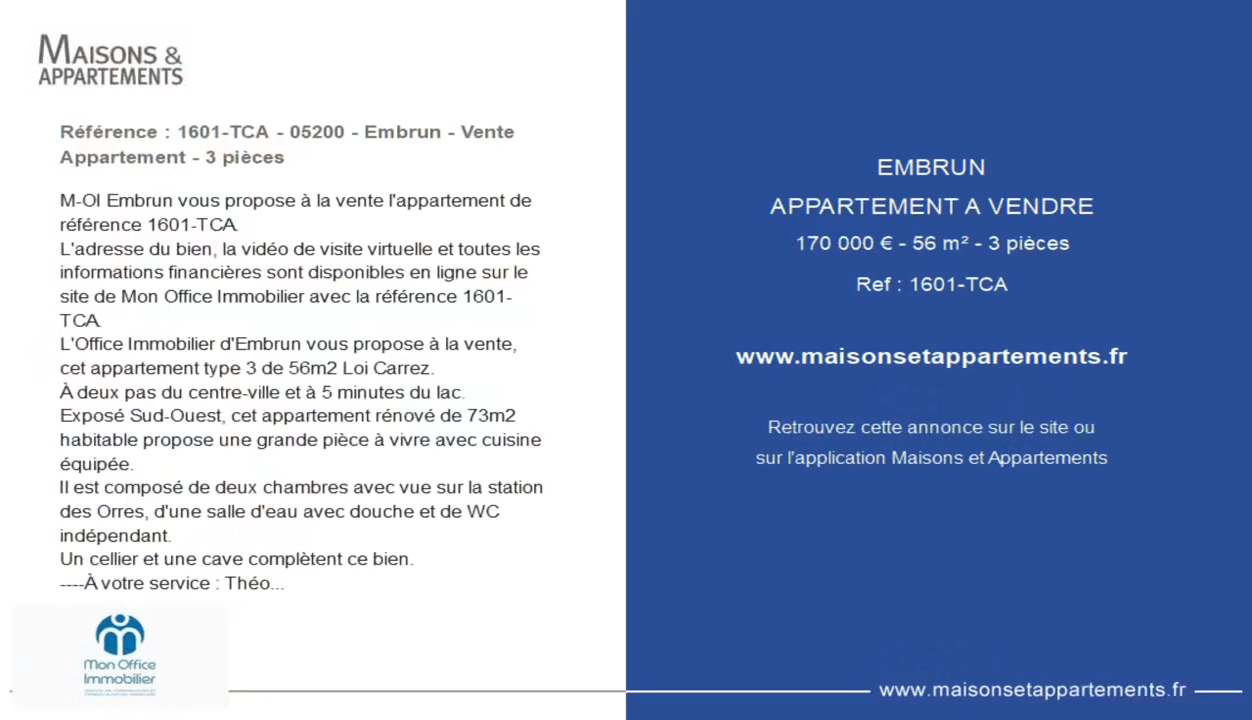 MAISONS &
APPARTEMENTS
Référence : 1601-TCA - 05200 - Embrun - Vente
Appartement - 3 pièces
M-OI Embrun vous propose à la vente l'appartement de
référence 1601-TCA.
L'adresse du bien, la vidéo de visite virtuelle et toutes les
informations financières sont disponibles en ligne sur le
site de Mon Office Immobilier avec la référence 1601-
TCA.
L'Office Immobilier d'Embrun vous propose à la vente,
cet appartement type 3 de 56m2 Loi Carrez.
À deux pas du centre-ville et à 5 minutes du lac.
Exposé Sud-Ouest, cet appartement rénové de 73m2
habitable propose une grande pièce à vivre avec cuisine
équipée.
Il est composé de deux chambres avec vue sur la station
des Orres, d'une salle d'eau avec douche et de WC
indépendant.
Un cellier et une cave complètent ce bien.
----À votre service : Théo...
Mon Office
Immobilier
EMBRUN
APPARTEMENT A VENDRE
170 000 € - 56 m² - 3 pièces
Ref : 1601-TCA
www.maisonsetappartements.fr
Retrouvez cette annonce sur le site ou
sur l'application Maisons et Appartements
www.maisonsetappartements.fr